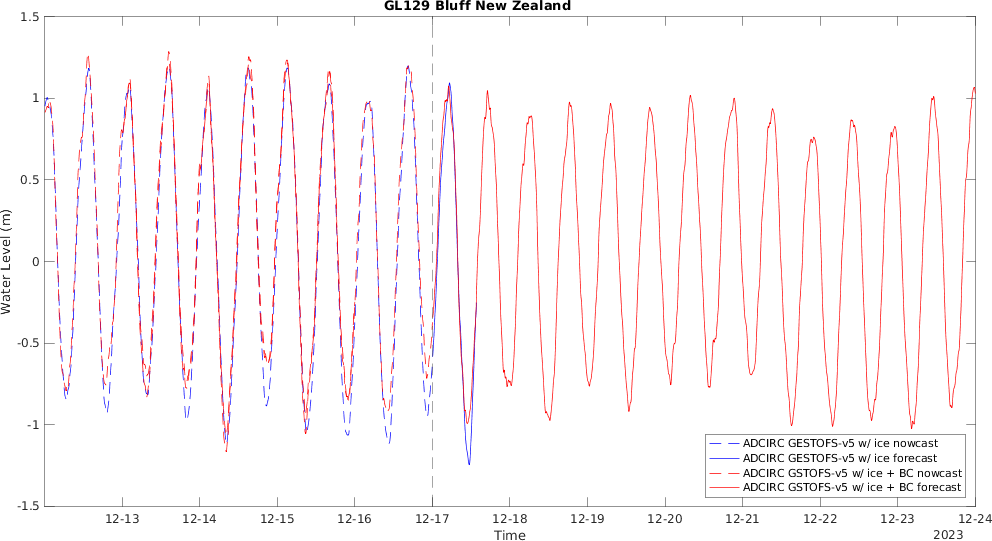 GL129 Bluff New Zealand
1.5
1
0.5
0
-0.5
-1
-1.5
Water Level (m)
12-13 12-14 12-15 12-16 12-17 12-18 12-19 12-20 12-21 12-22 12-23 12-24
Time
2023
ADCIRC GESTOFS-v5 w/ ice nowcast
ADCIRC GESTOFS-v5 w/ ice forecast
ADCIRC GSTOFS-v5 w/ ice + BC nowcast
ADCIRC GSTOFS-v5 w/ ice + BC forecast